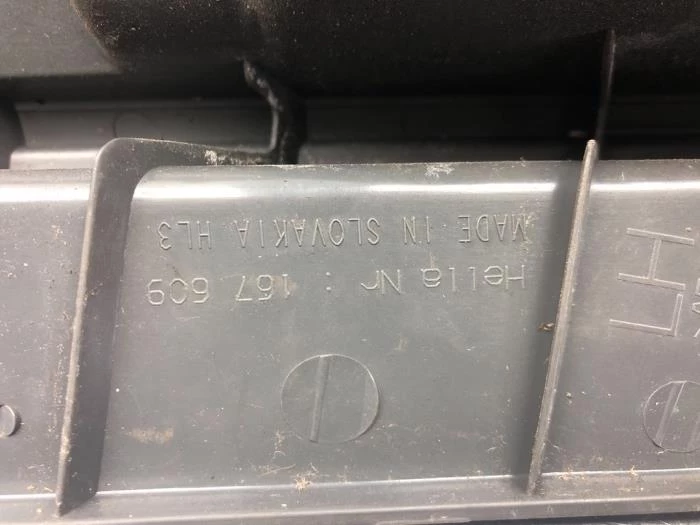 Hella Nr : 167 609
MADE IN SLOVAKIA HL3